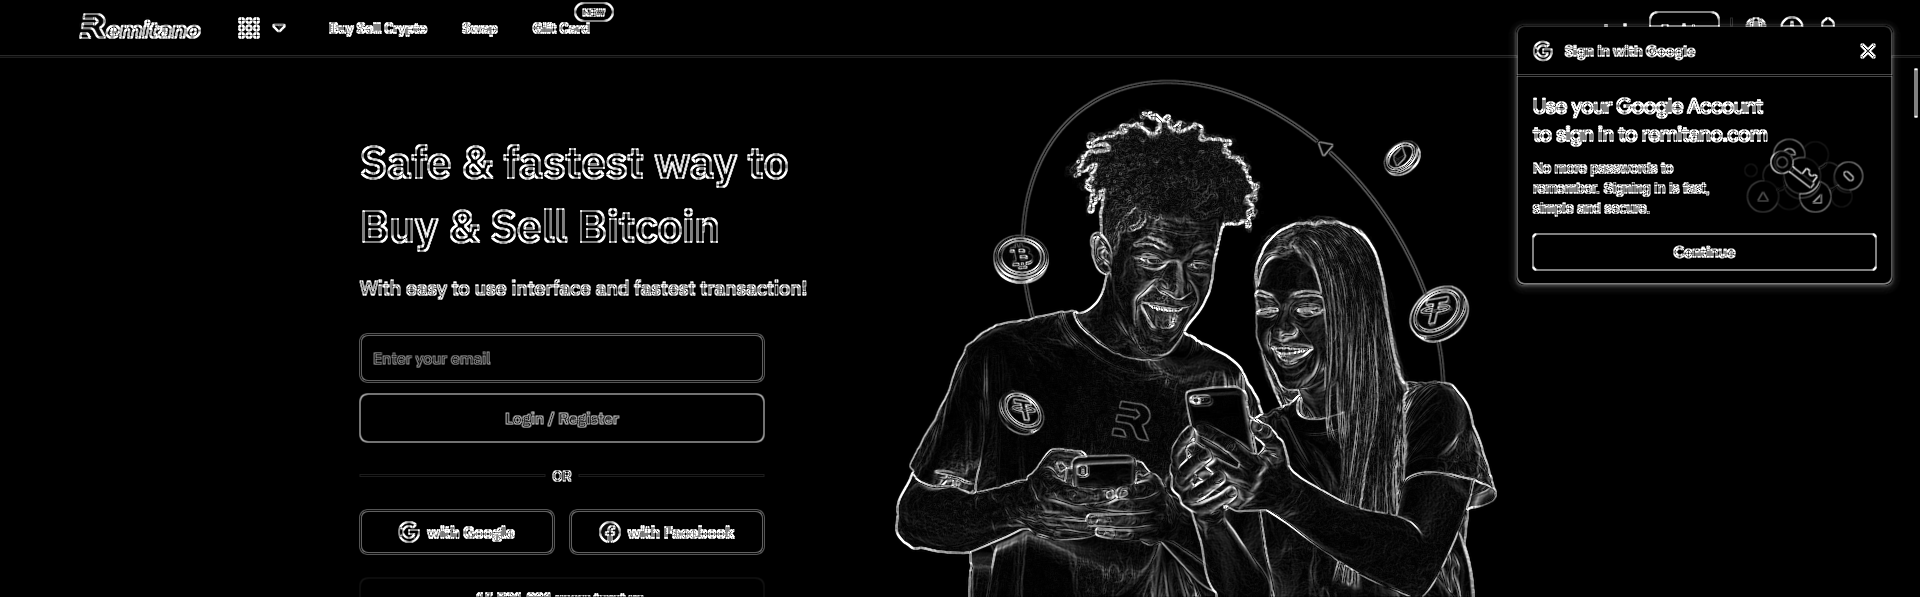 Remitano
Buy Sell Crypto
Swap
Gift Card
NEW
Sign in with Google
Use your Google Account
to sign in to remitano.com
No more passwords to
remember. Signing in is fast,
simple and secure.
Continue
Safe & fastest way to
Buy & Sell Bitcoin
With easy to use interface and fastest transaction!
Enter your email
Login / Register
OR
with Google
with Facebook